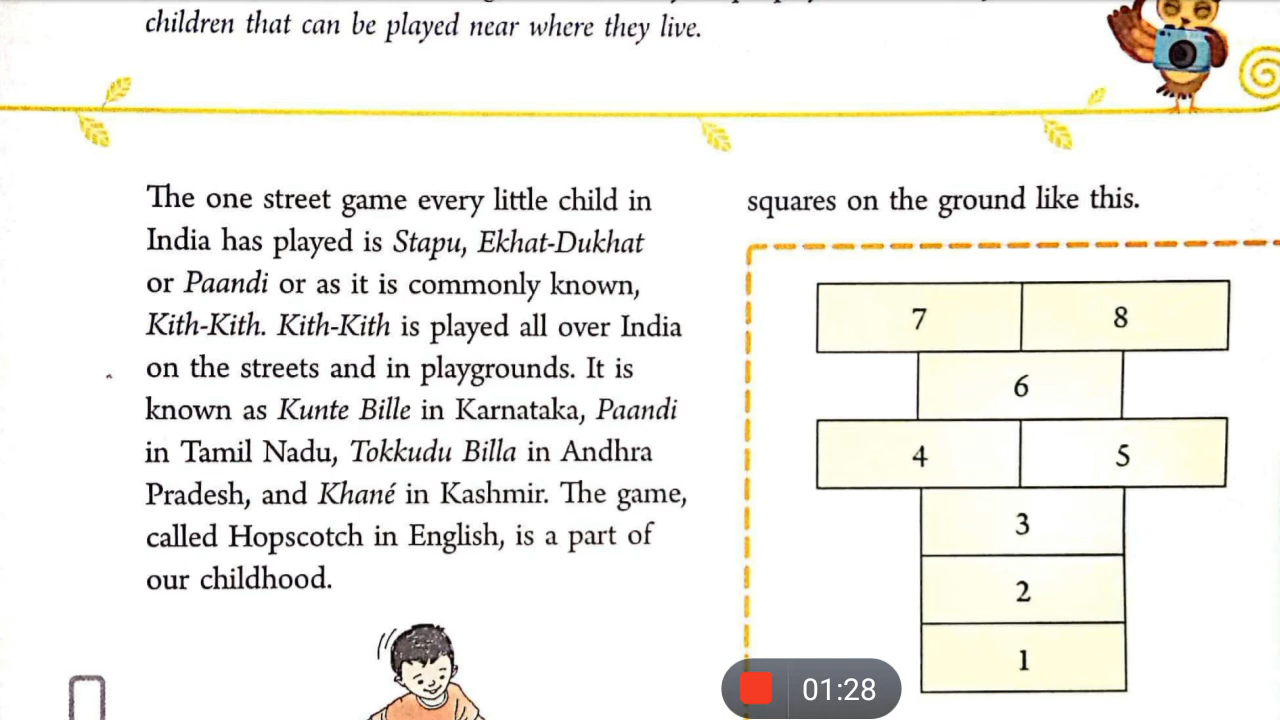 children that can be played near where they live.
The one street game every little child in
India has played is Stapu, Ekhat-Dukhat
or Paandi or as it is commonly known,
Kith-Kith. Kith-Kith is played all over India
on the streets and in playgrounds. It is
known as Kunte Bille in Karnataka, Paandi
in Tamil Nadu, Tokkudu Billa in Andhra
Pradesh, and Khané in Kashmir. The game,
called Hopscotch in English, is a part of
our childhood.
squares on the ground like this.
7 8
6
4 5
3
2
1
01:28